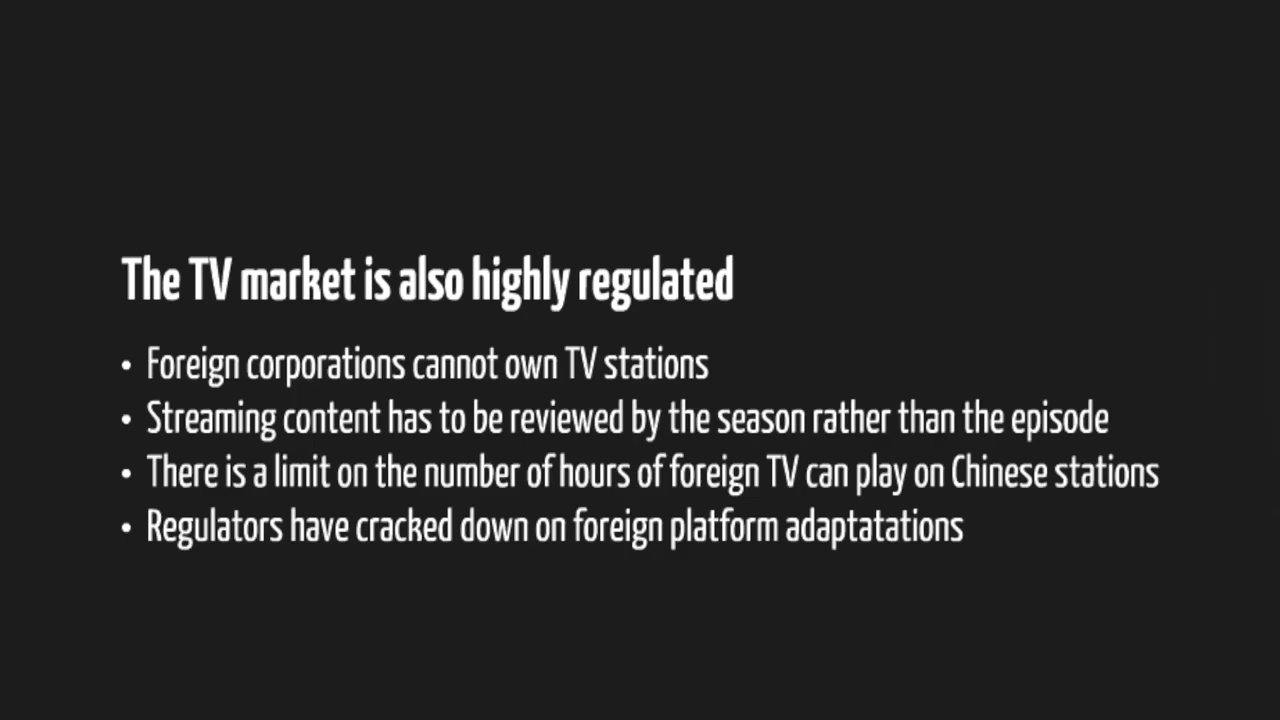 The TV market is also highly regulated
• Foreign corporations cannot own TV stations
• Streaming content has to be reviewed by the season rather than the episode
• There is a limit on the number of hours of foreign TV can play on Chinese stations
• Regulators have cracked down on foreign platform adaptatations